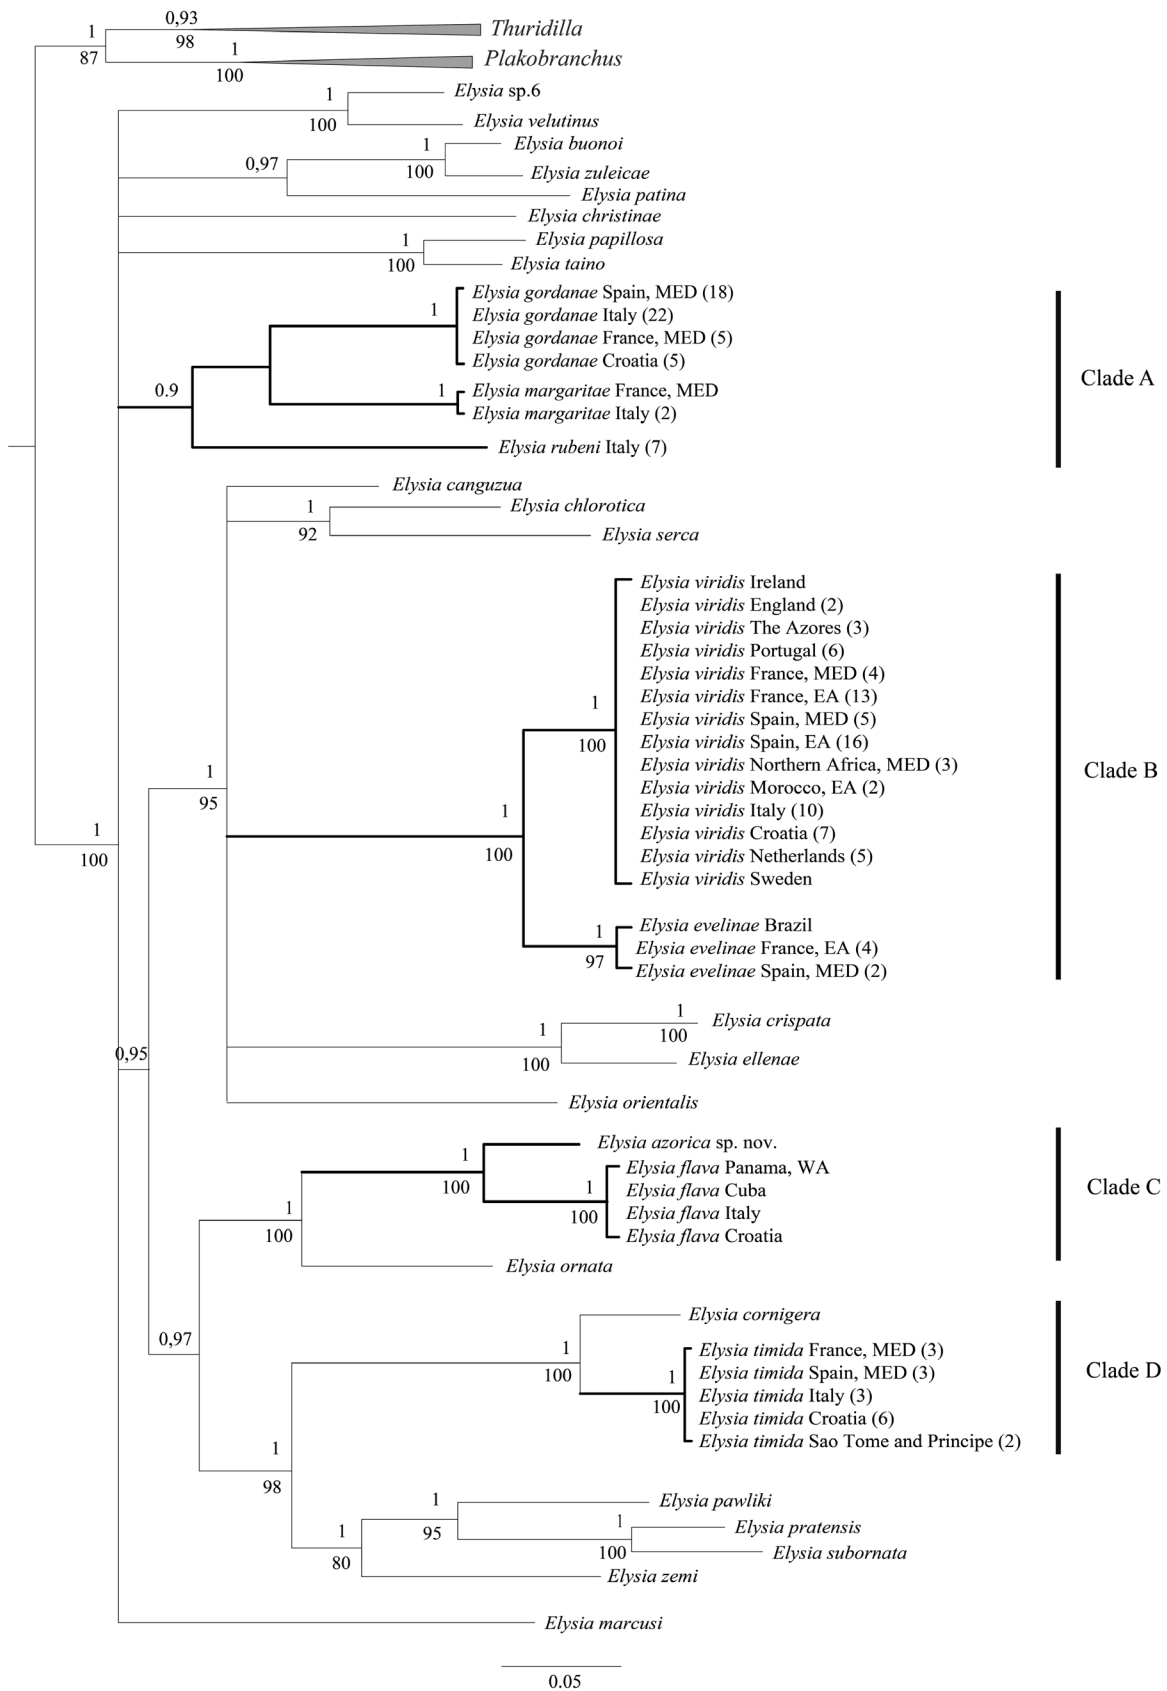 0,93
Thuridilla
1
98
87
1
Plakobranchus
100
Elysia sp.6
1
100
Elysia velutinus
Elysia buonoi
1
0,97
100
Elysia zuleicae
Elysia patina
Elysia christinae
Elysia papillosa
1
100
Elysia taino
Elysia gordanae Spain, MED (18)
1
Elysia gordanae Italy (22)
Elysia gordanae France, MED (5)
Elysia gordanae Croatia (5)
Clade A
0.9
1
Elysia margaritae France, MED
Elysia margaritae Italy (2)
Elysia rubeni Italy (7)
Elysia canguzua
1
Elysia chlorotica
92
Elysia serca
Elysia viridis Ireland
Elysia viridis England (2)
Elysia viridis The Azores (3)
Elysia viridis Portugal (6)
Elysia viridis France, MED (4)
Elysia viridis France, EA (13)
1
Elysia viridis Spain, MED (5)
100
Elysia viridis Spain, EA (16)
Elysia viridis Northern Africa, MED (3)
Clade B
1
Elysia viridis Morocco, EA (2)
95
1
Elysia viridis Italy (10)
1
Elysia viridis Croatia (7)
100
100
Elysia viridis Netherlands (5)
Elysia viridis Sweden
Elysia evelinae Brazil
1
Elysia evelinae France, EA (4)
97
Elysia evelinae Spain, MED (2)
1
Elysia crispata
1
100
0,95
100
Elysia ellenae
Elysia orientalis
Elysia azorica sp. nov.
1
Elysia flava Panama, WA
100
1
Elysia flava Cuba
Clade C
1
100
Elysia flava Italy
100
Elysia flava Croatia
Elysia ornata
Elysia cornigera
0,97
1
Elysia timida France, MED (3)
100
1
Elysia timida Spain, MED (3)
Clade D
100
Elysia timida Italy (3)
Elysia timida Croatia (6)
Elysia timida Sao Tome and Principe (2)
1
98
1
Elysia pawliki
1
95
1
Elysia pratensis
80
100
Elysia subornata
Elysia zemi
Elysia marcusi
0.05